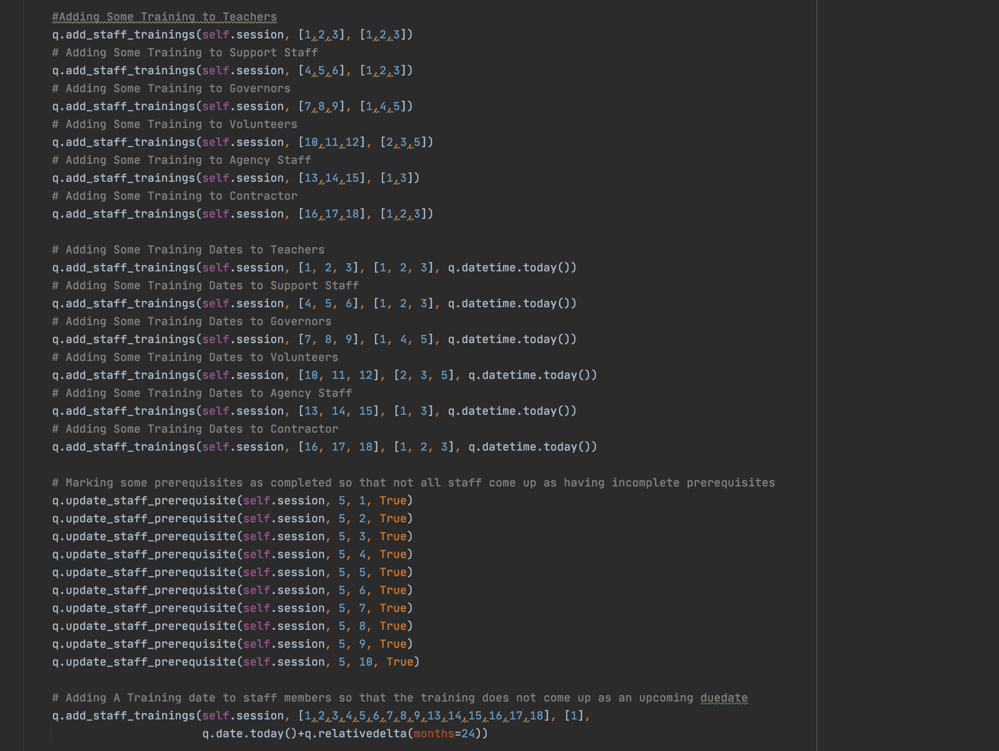 #Adding Some Training to Teachers
q.add_staff_trainings(self.session, [1,2,3], [1,2,3])
# Adding Some Training to Support Staff
q.add_staff_trainings(self.session, [4,5,6], [1,2,3])
# Adding Some Training to Governors
q.add_staff_trainings(self.session, [7,8,9], [1,4,5])
# Adding Some Training to Volunteers
q.add_staff_trainings(self.session, [10,11,12], [2,3,5])
# Adding Some Training to Agency Staff
q.add_staff_trainings(self.session, [13,14,15], [1,3])
# Adding Some Training to Contractor
q.add_staff_trainings(self.session, [16,17,18], [1,2,3])
# Adding Some Training Dates to Teachers
q.add_staff_trainings(self.session, [1, 2, 3], [1, 2, 3], q.datetime.today())
# Adding Some Training Dates to Support Staff
q.add_staff_trainings(self.session, [4, 5, 6], [1, 2, 3], q.datetime.today())
# Adding Some Training Dates to Governors
q.add_staff_trainings(self.session, [7, 8, 9], [1, 4, 5], q.datetime.today())
# Adding Some Training Dates to Volunteers
q.add_staff_trainings(self.session, [10, 11, 12], [2, 3, 5], q.datetime.today())
# Adding Some Training Dates to Agency Staff
q.add_staff_trainings(self.session, [13, 14, 15], [1, 3], q.datetime.today())
# Adding Some Training Dates to Contractor
q.add_staff_trainings(self.session, [16, 17, 18], [1, 2, 3], q.datetime.today())
# Marking some prerequisites as completed so that not all staff come up as having incomplete prerequisites
q.update_staff_prerequisite(self.session, 5, 1, True)
q.update_staff_prerequisite(self.session, 5, 2, True)
q.update_staff_prerequisite(self.session, 5, 3, True)
q.update_staff_prerequisite(self.session, 5, 4, True)
q.update_staff_prerequisite(self.session, 5, 5, True)
q.update_staff_prerequisite(self.session, 5, 6, True)
q.update_staff_prerequisite(self.session, 5, 7, True)
q.update_staff_prerequisite(self.session, 5, 8, True)
q.update_staff_prerequisite(self.session, 5, 9, True)
q.update_staff_prerequisite(self.session, 5, 10, True)
# Adding A Training date to staff members so that the training does not come up as an upcoming duedate
q.add_staff_trainings(self.session, [1,2,3,4,5,6,7,8,9,13,14,15,16,17,18], [1],
q.date.today()+q.relativedelta(months=24))